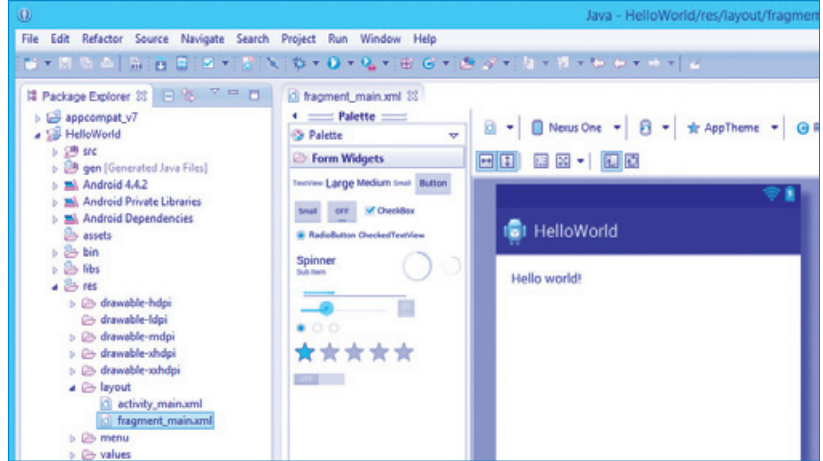 Java - HelloWorld/res/layout/fragmen
File Edit Refactor Source Navigate Search Project Run Window Help
Package Explorer
appcompat_v7
HelloWorld
src
gen [Generated Java Files]
Android 4.4.2
Android Private Libraries
Android Dependencies
assets
bin
libs
res
drawable-hdpi
drawable-ldpi
drawable-mdpi
drawable-xhdpi
drawable-xxhdpi
layout
activity_main.xml
fragment_main.xml
menu
values
fragment_main.xml
Palette
Palette
Form Widgets
TextView Large Medium Small Button
Small OFF CheckBox
RadioButton CheckedTextView
Spinner
Sub Item
OFF
Nexus One AppTheme
HelloWorld
Hello world!